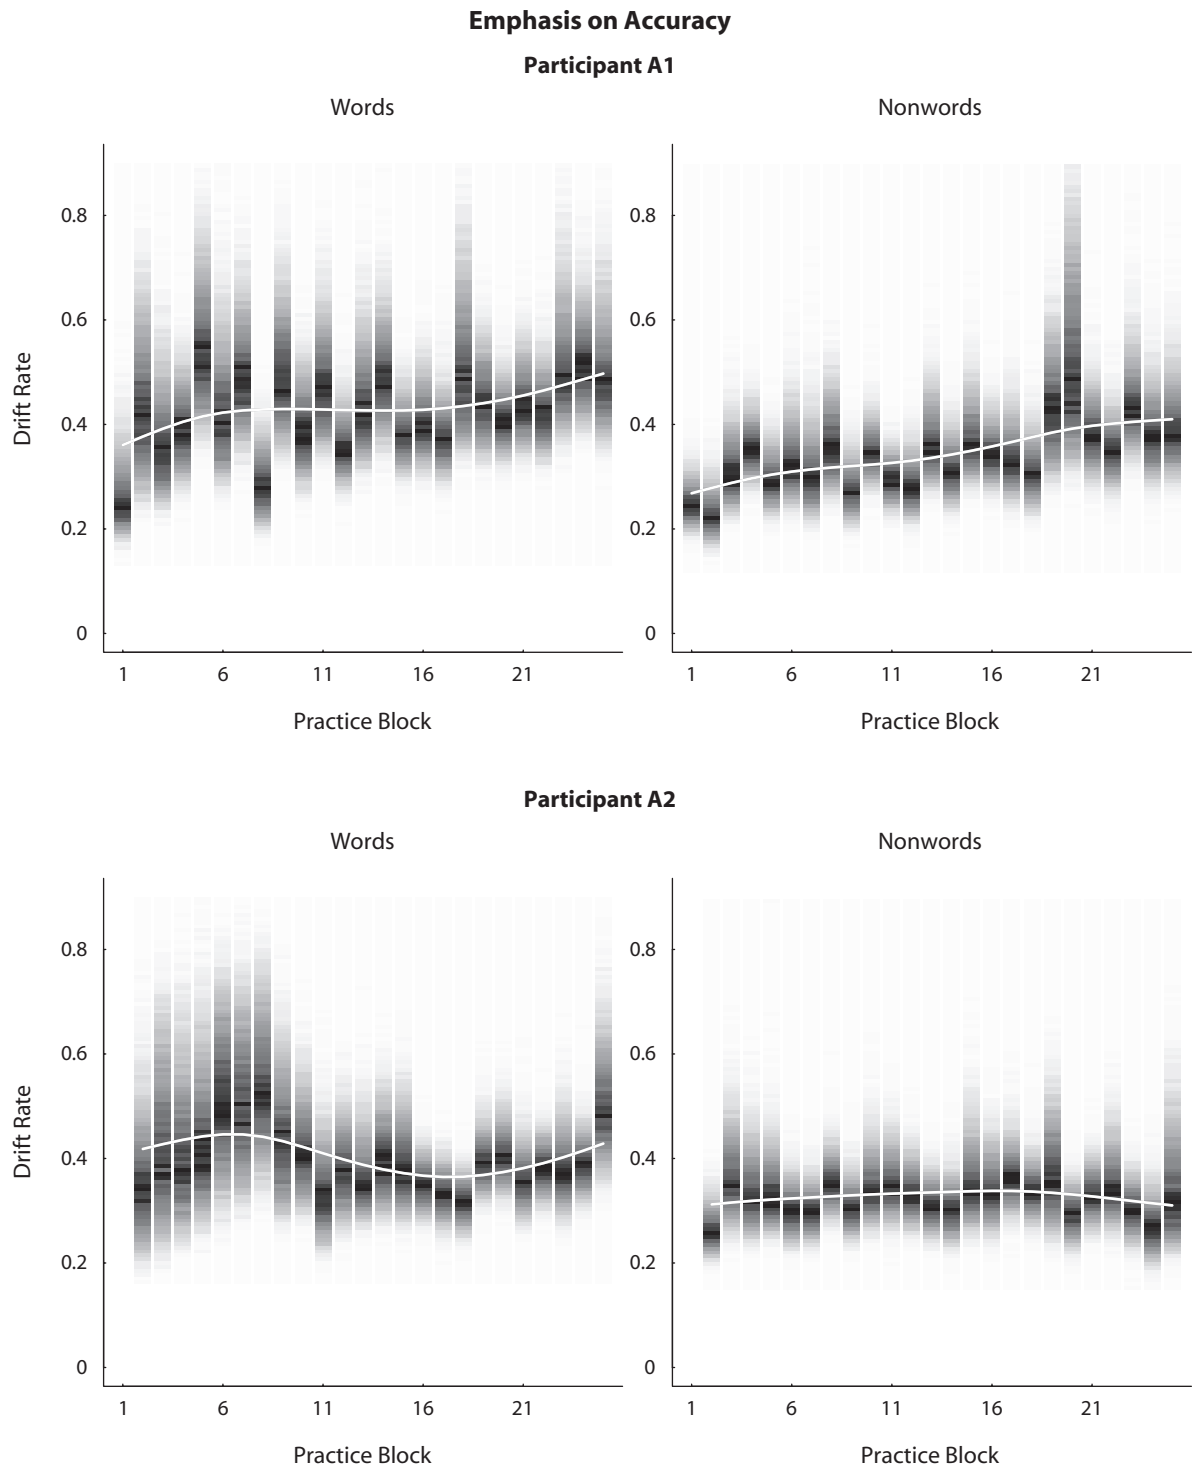 Emphasis on Accuracy
Participant A1
Words
Nonwords
Drift Rate
0.8
0.6
0.4
0.2
0
1 6 11 16 21
Practice Block
0.8
0.6
0.4
0.2
0
1 6 11 16 21
Practice Block
Participant A2
Words
Nonwords
Drift Rate
0.8
0.6
0.4
0.2
0
1 6 11 16 21
Practice Block
0.8
0.6
0.4
0.2
0
1 6 11 16 21
Practice Block